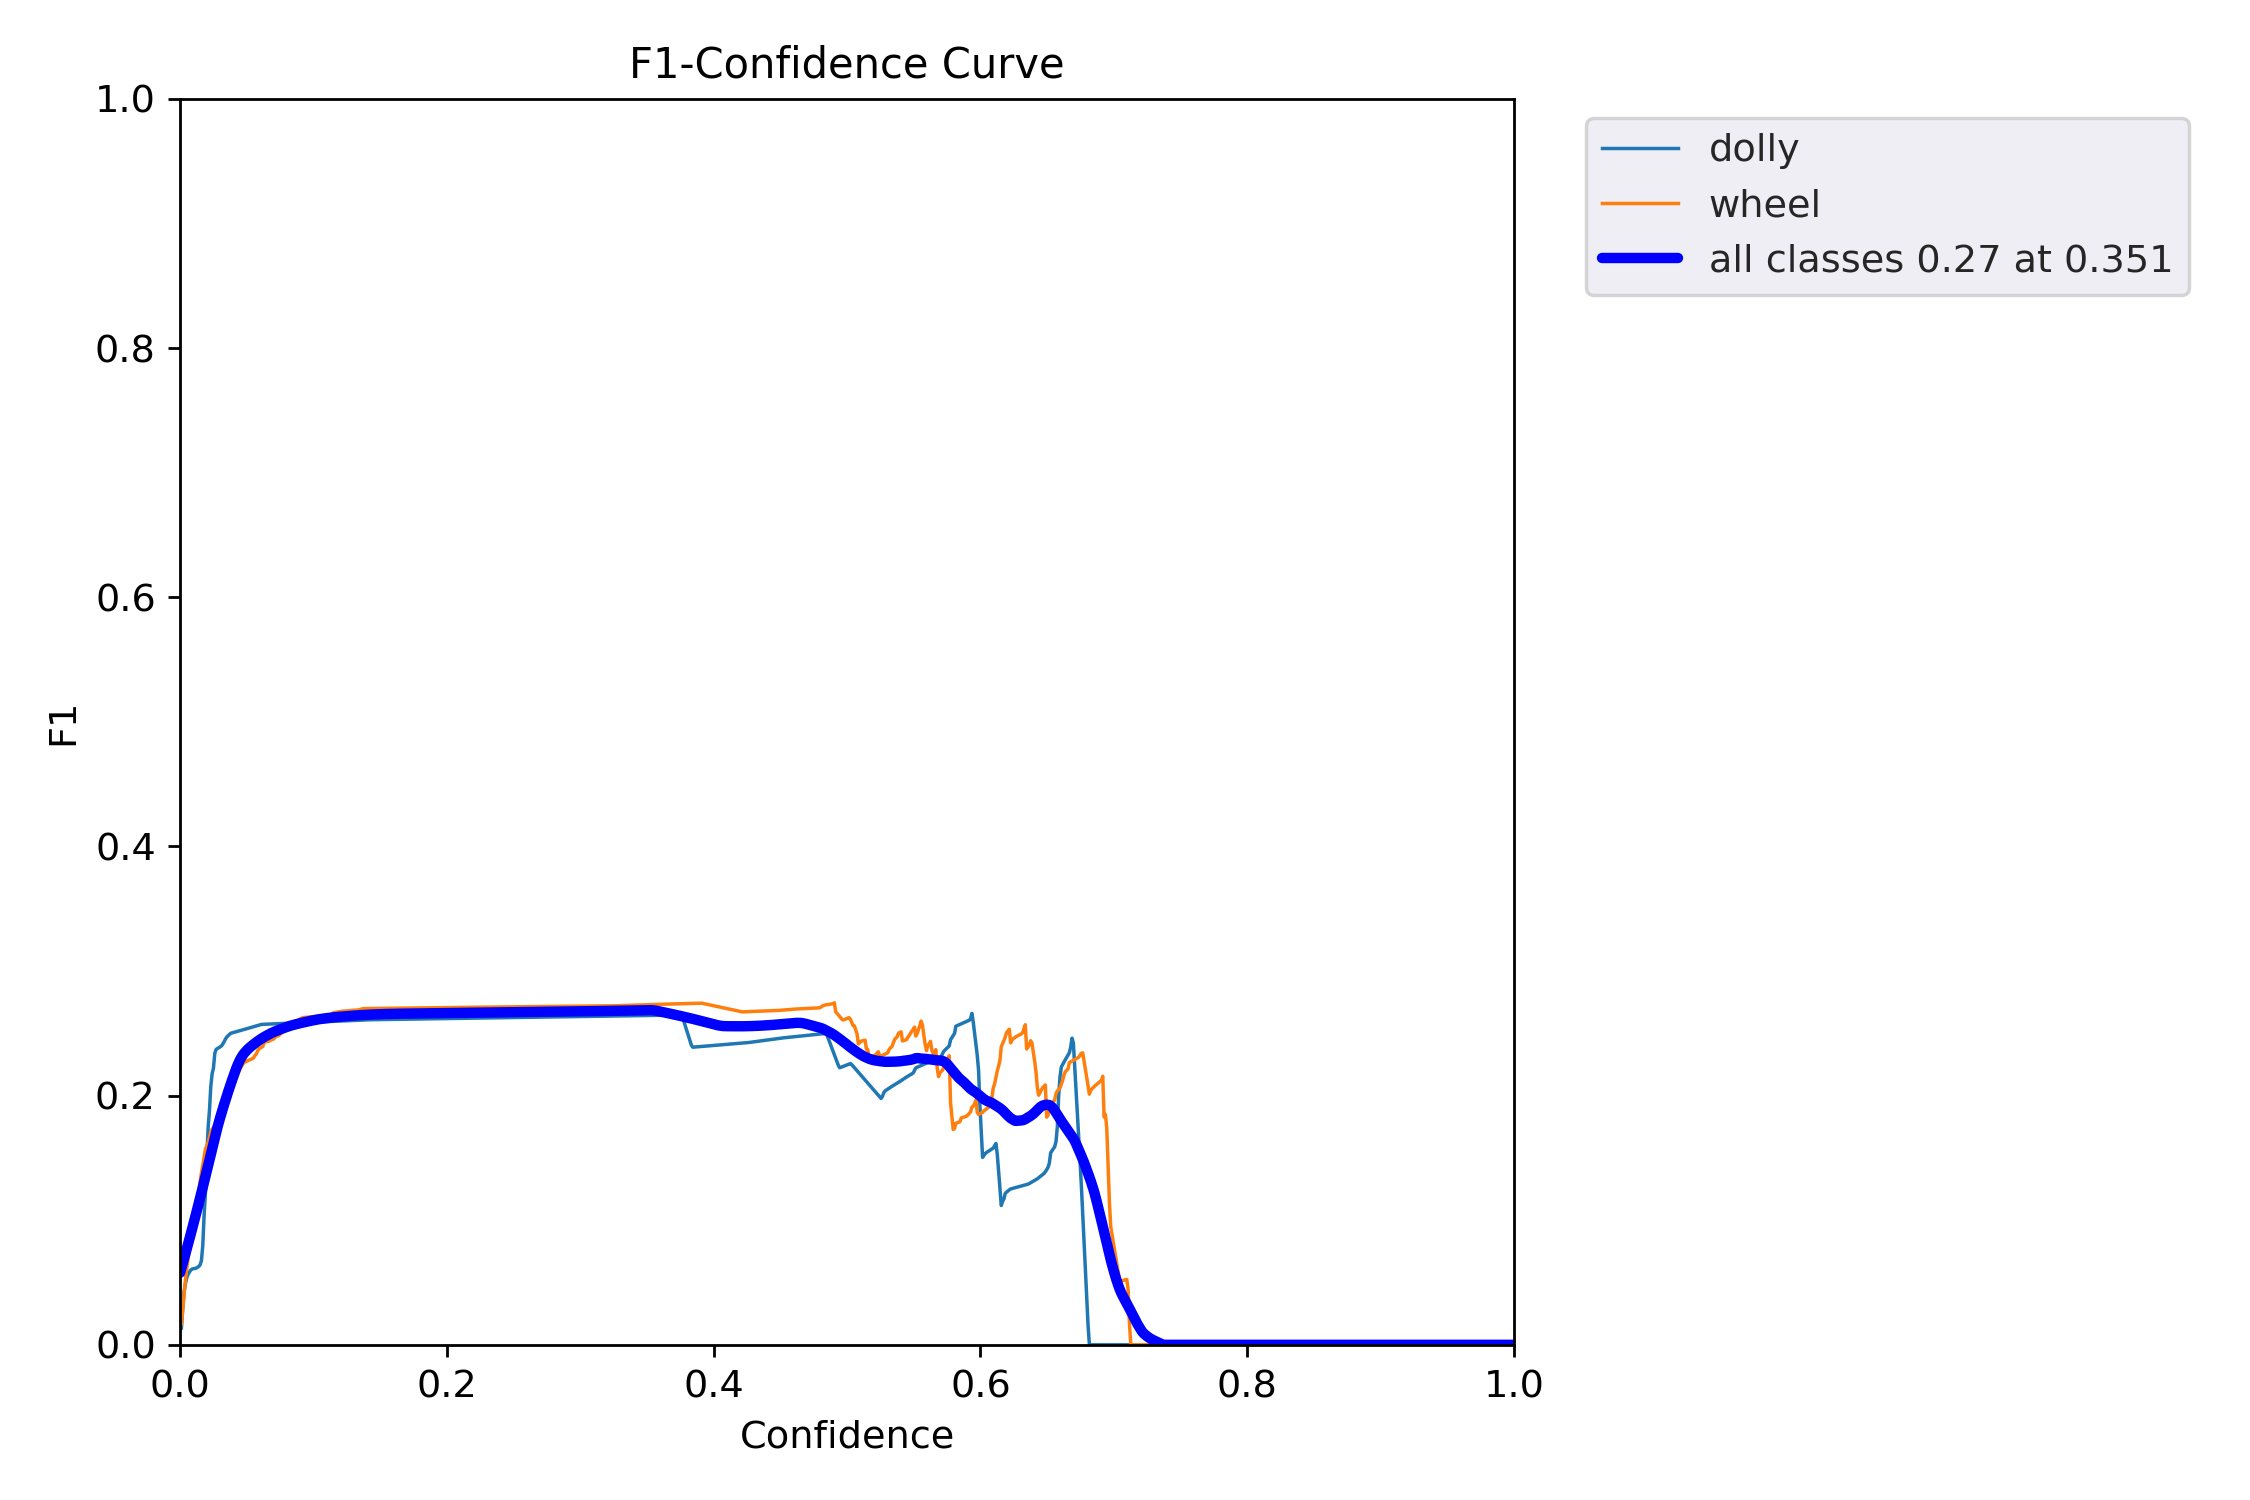 F1-Confidence Curve
dolly
wheel
all classes 0.27 at 0.351
1.0
0.8
0.6
0.4
0.2
0.0
F1
0.0 0.2 0.4 0.6 0.8 1.0
Confidence